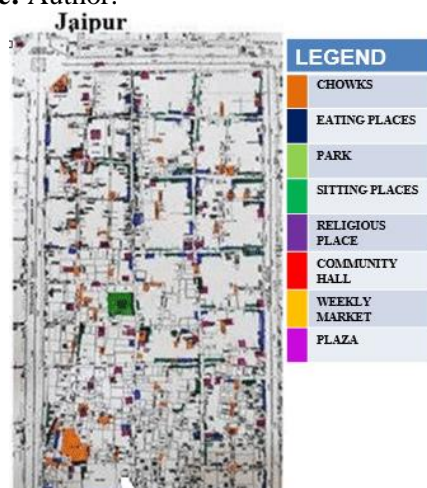 c. Author.
Jaipur
LEGEND
CHOWKS
EATING PLACES
PARK
SITTING PLACES
RELIGIOUS
PLACE
COMMUNITY
HALL
WEEKLY
MARKET
PLAZA